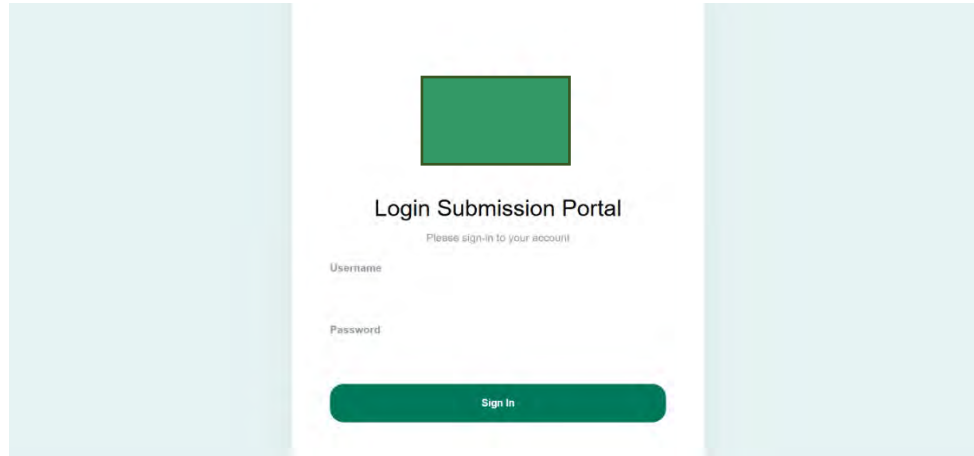 Login Submission Portal
Please sign-in to your account
Username
Password
Sign In